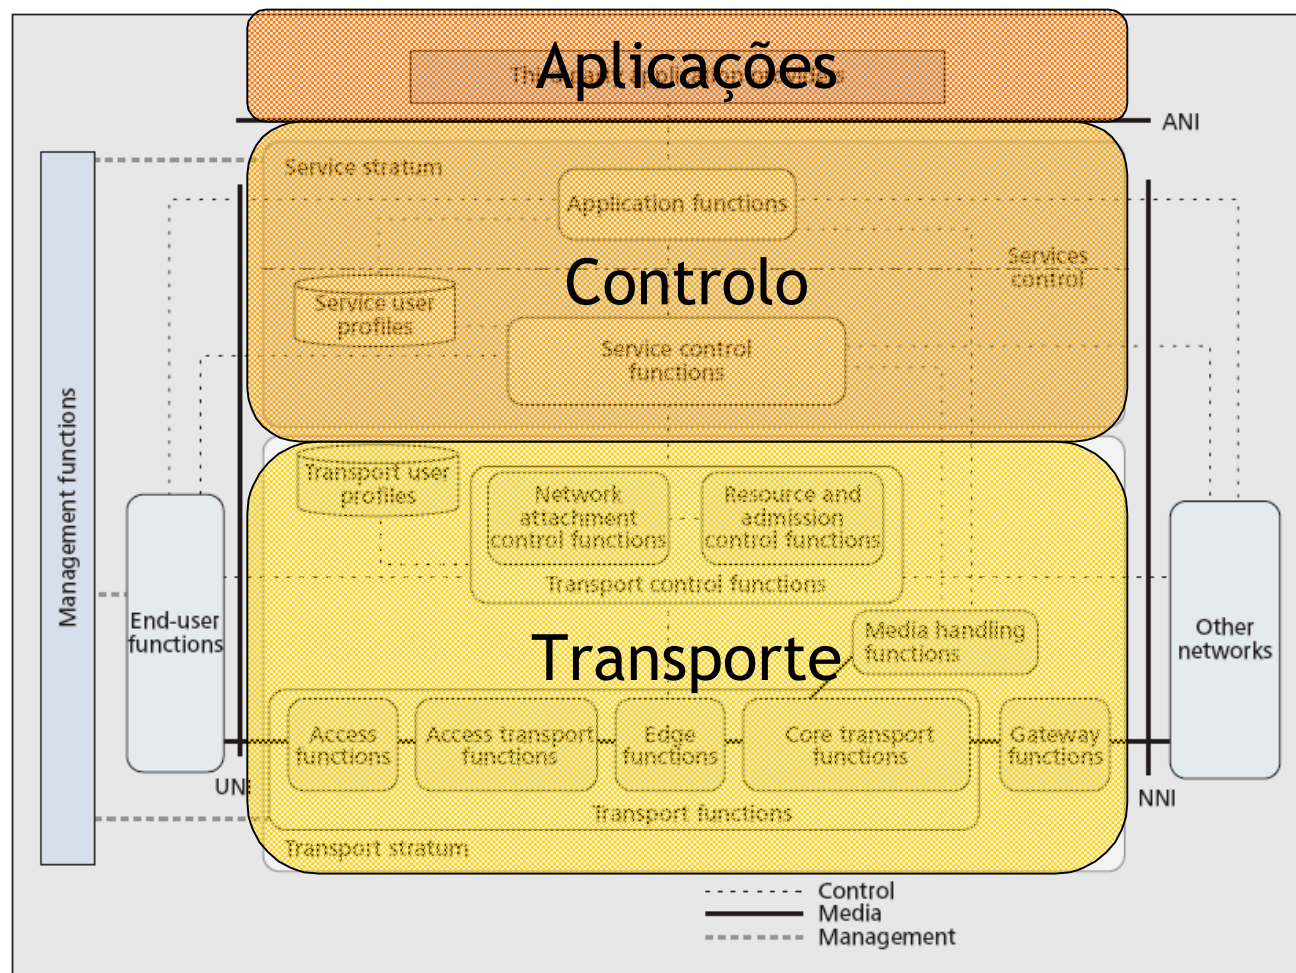 Aplicações
ANI
Service stratum
Application functions
Services
control
Controlo
Service user
profiles
Service control
functions
Management functions
Transport user
profiles
Network
attachment
control functions
Resource and
admission
control functions
Transport control functions
End-user
functions
Media handling
functions
Transporte
Other
networks
Access
functions
Access transport
functions
Edge
functions
Core transport
functions
Gateway
functions
UN
NNI
Transport functions
Transport stratum
Control
Media
Management